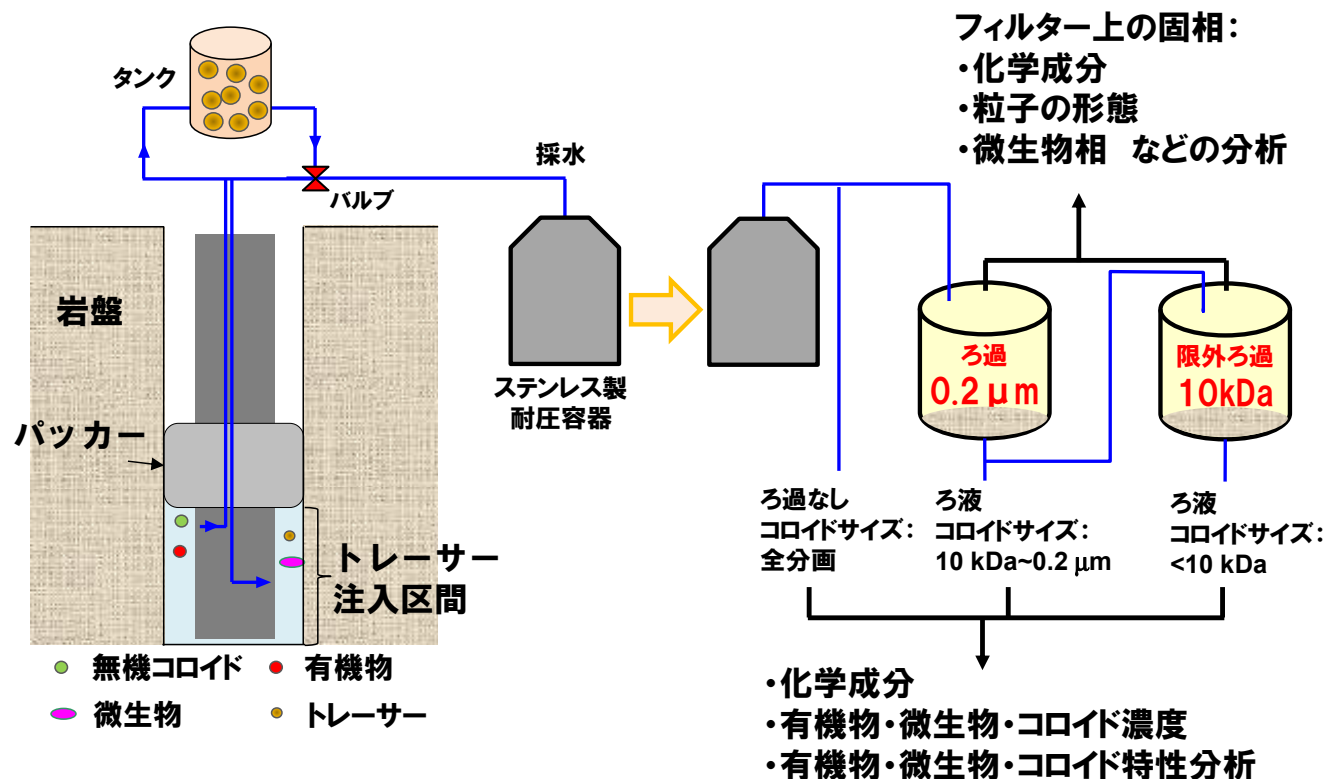 タンク
バルブ
採水
岩盤
パッカー
トレーサー
注入区間
無機コロイド
有機物
微生物
トレーサー
ステンレス製
耐圧容器
フィルター上の固相：
・化学成分
・粒子の形態
・微生物相　などの分析
ろ過
0.2μm
限外ろ過
10kDa
ろ過なし
コロイドサイズ：
全分画
ろ液
コロイドサイズ：
10 kDa~0.2 μm
ろ液
コロイドサイズ：
<10 kDa
・化学成分
・有機物・微生物・コロイド濃度
・有機物・微生物・コロイド特性分析